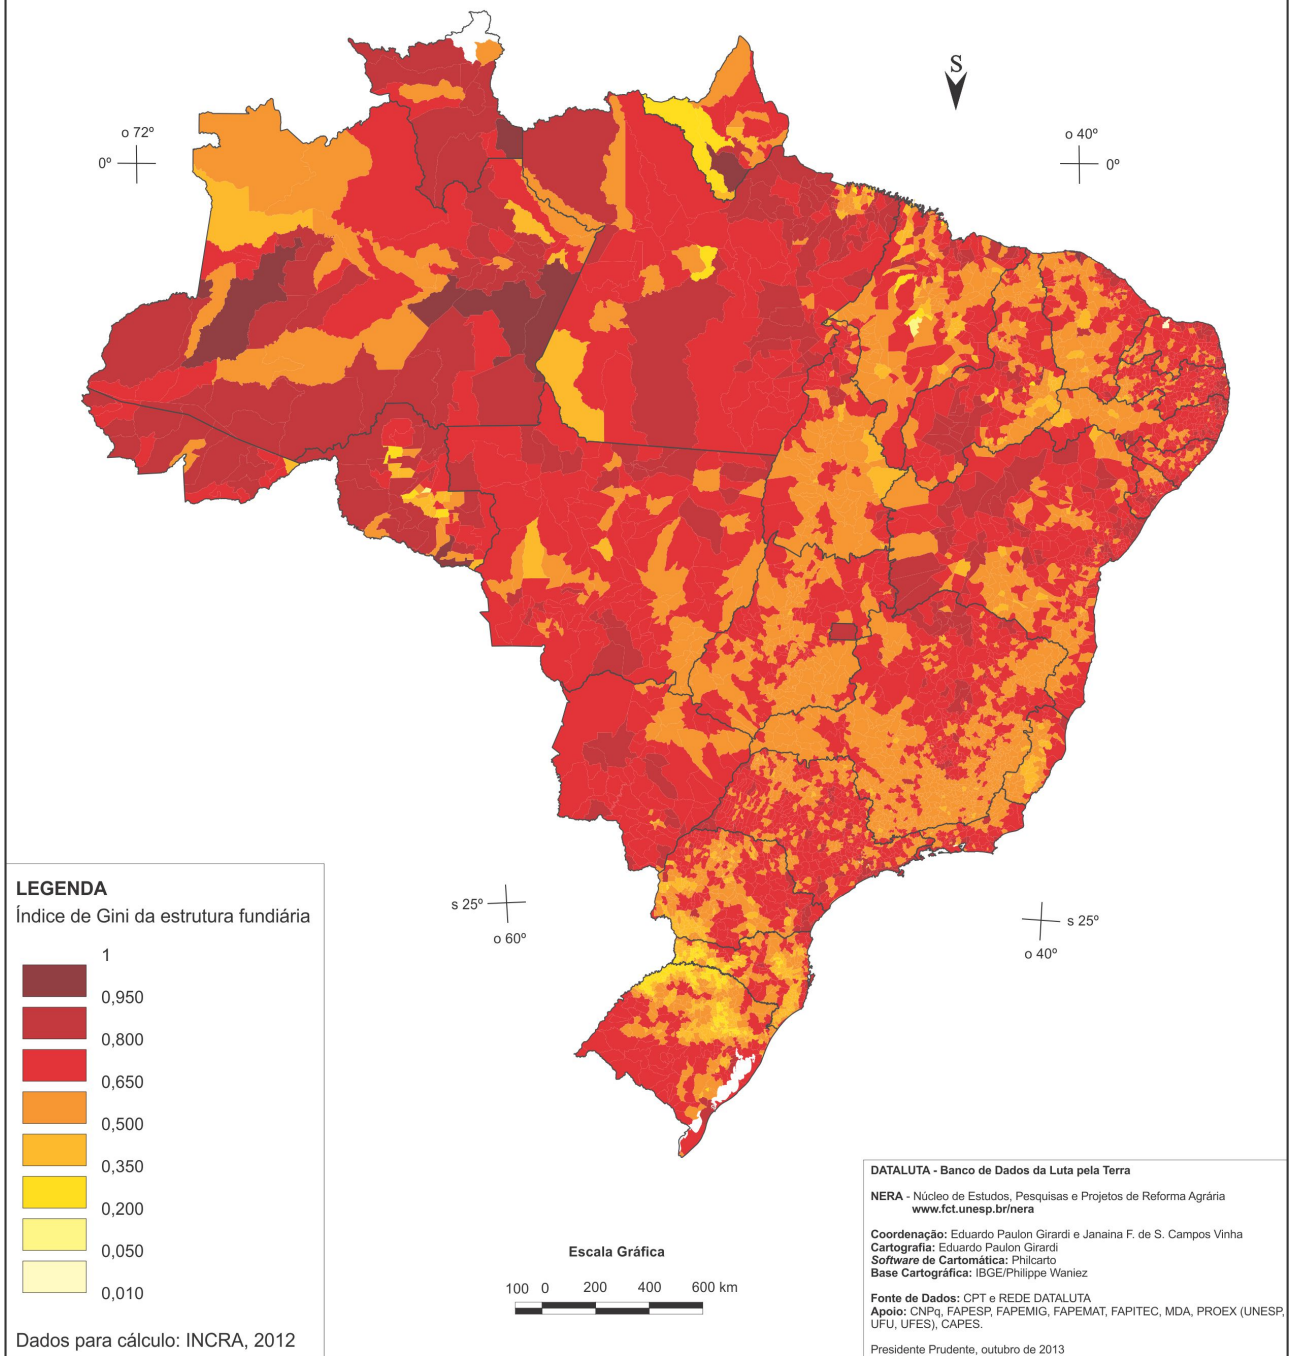 S
o 72º
0º
o 40º
0º
s 25º
o 60º
s 25º
o 40º
LEGENDA
Índice de Gini da estrutura fundiária
1
0,950
0,800
0,650
0,500
0,350
0,200
0,050
0,010
Dados para cálculo: INCRA, 2012
Escala Gráfica
100 0 200 400 600 km
DATALUTA - Banco de Dados da Luta pela Terra
NERA - Núcleo de Estudos, Pesquisas e Projetos de Reforma Agrária
www.fct.unesp.br/nera
Coordenação: Eduardo Paulon Girardi e Janaina F. de S. Campos Vinha
Cartografia: Eduardo Paulon Girardi
Software de Cartomática: Philcarto
Base Cartográfica: IBGE/Philippe Waniez
Fonte de Dados: CPT e REDE DATALUTA
Apoio: CNPq, FAPESP, FAPEMIG, FAPEMAT, FAPITEC, MDA, PROEX (UNESP,
UFU, UFES), CAPES.
Presidente Prudente, outubro de 2013